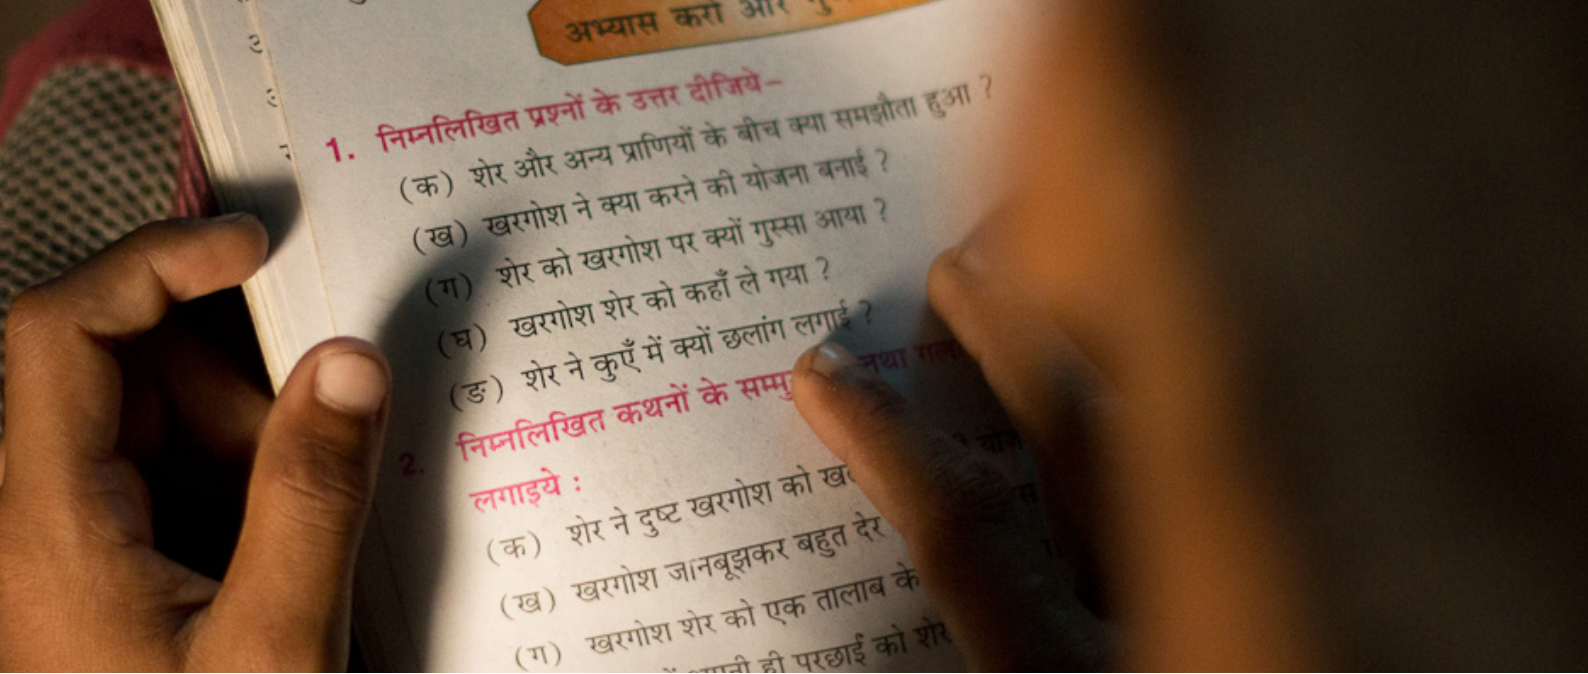 अभ्यास करो और
1. निम्नलिखित प्रश्नों के उत्तर दीजिये–
(क) शेर और अन्य प्राणियों के बीच क्या समझौता हुआ ?
(ख) खरगोश ने क्या करने की योजना बनाई ?
(ग) शेर को खरगोश पर क्यों गुस्सा आया ?
(घ) खरगोश शेर को कहाँ ले गया ?
(ङ) शेर ने कुएँ में क्यों छलांग लगाई ?
2. निम्नलिखित कथनों के तथा
लगाइये :
(क) शेर ने दुष्ट खरगोश को
(ख) खरगोश जानबूझकर बहुत देर
(ग) खरगोश शेर को एक तालाब के
ही परछाई को शेर